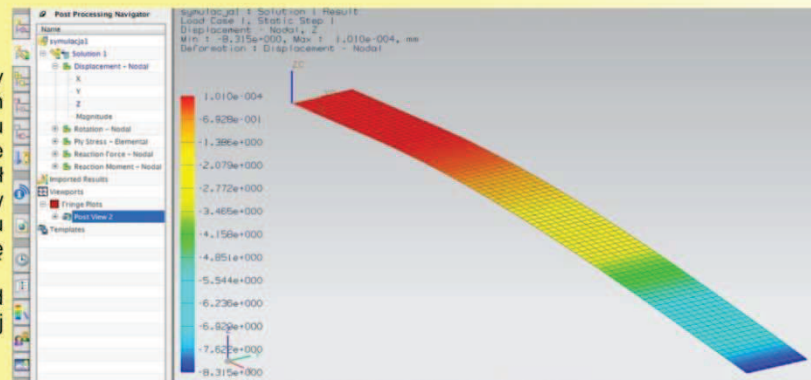 Post Processing Navigator
Name
symulacja1
Solution 1
Displacement - Nodal
X
Y
Z
Magnitude
Rotation - Nodal
Ply Stress - Elemental
Reaction Force - Nodal
Reaction Moment - Nodal
Imported Results
Viewports
Fringe Plots
Post View 2
Templates
symulacja1 : Solution 1 Result
Load Case 1, Static Step 1
Displacement - Nodal, Z
Min : -8.315e+000, Max : 1.010e-004, mm
Deformation : Displacement - Nodal
ZC
1.010e-004
-6.928e-001
-1.386e+000
-2.079e+000
-2.772e+000
-3.465e+000
-4.158e+000
-4.851e+000
-5.544e+000
-6.236e+000
-6.929e+000
-7.622e+000
-8.315e+000